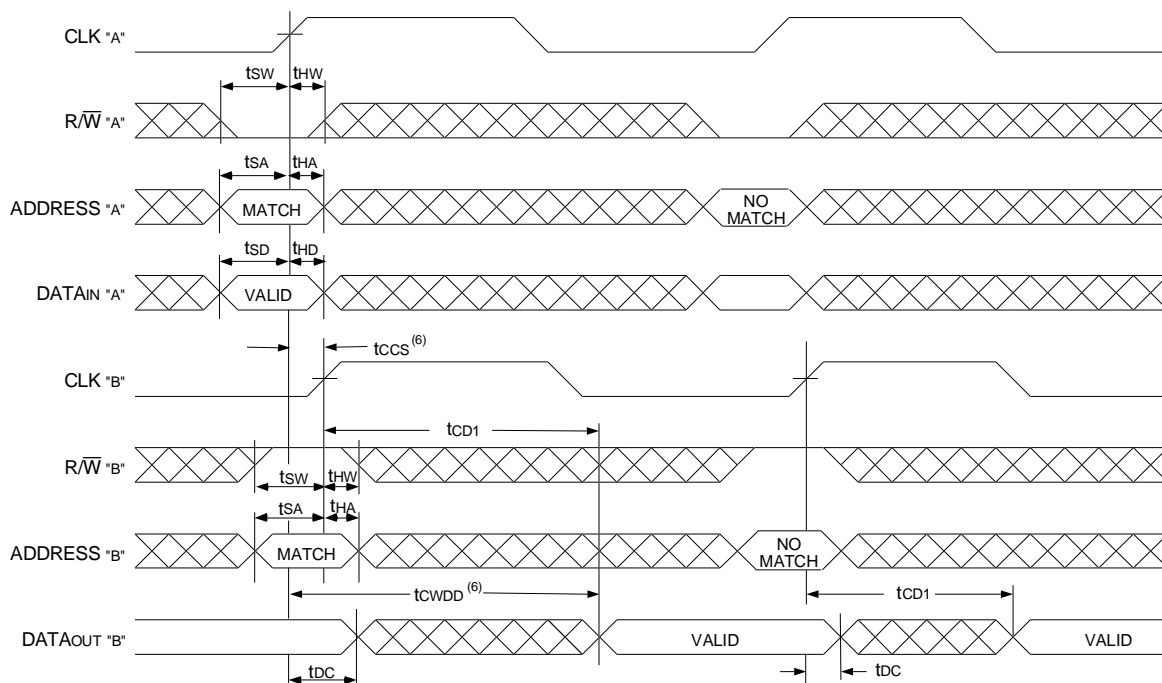 CLK "A"
tSW tHW
R/W̅ "A"
tSA tHA
ADDRESS "A"
MATCH
NO
MATCH
tSD tHD
DATAIN "A"
VALID
tCCS (6)
CLK "B"
tCD1
R/W̅ "B"
tSW tHW
tSA tHA
ADDRESS "B"
MATCH
NO
MATCH
tCWDD (6)
tCD1
DATAOUT "B"
VALID VALID
tDC tDC